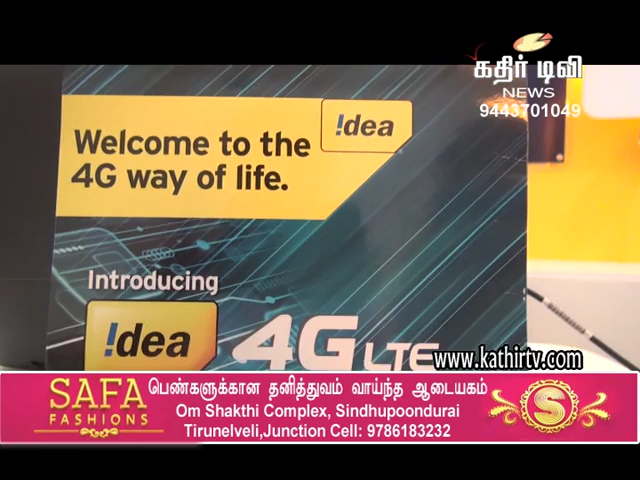 கதிர் டிவி
NEWS
9443701049
!dea
Welcome to the
4G way of life.
Introducing
!dea 4G LTE
www.kathirtv.com
SAFA
FASHIONS
பெண்களுக்கான தனித்துவம் வாய்ந்த ஆடையகம்
Om Shakthi Complex, Sindhupoondurai
Tirunelveli,Junction Cell: 9786183232
S